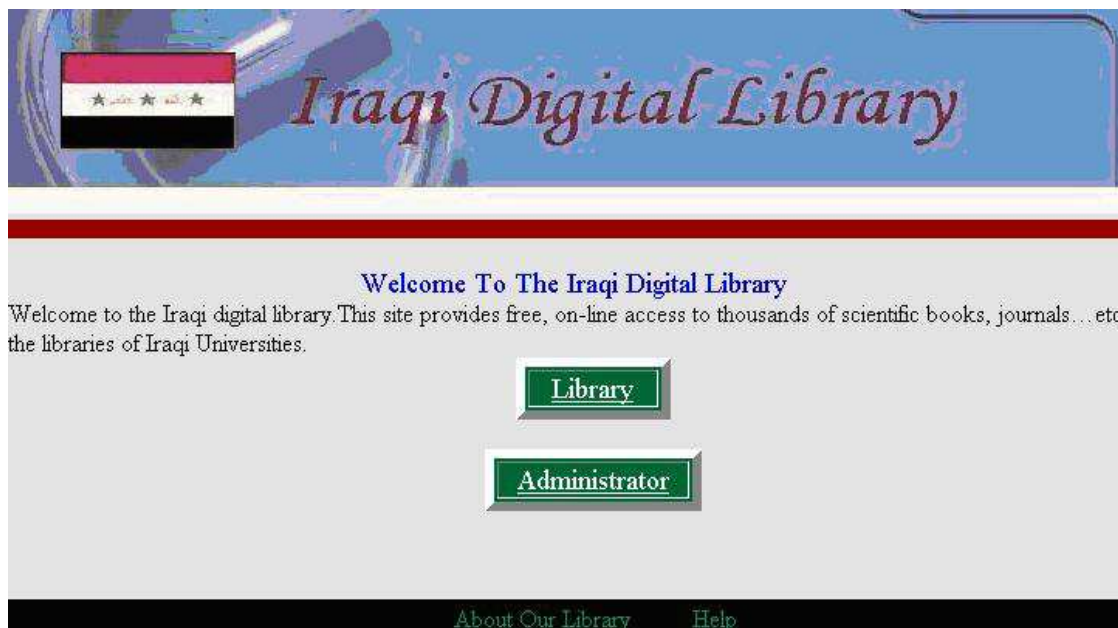 Iraqi Digital Library
Welcome To The Iraqi Digital Library
Welcome to the Iraqi digital library.This site provides free, on-line access to thousands of scientific books, journals...etc
the libraries of Iraqi Universities.
Library
Administrator
About Our Library Help